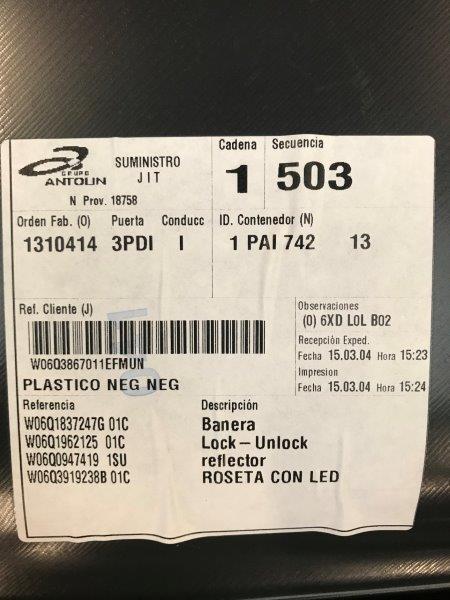 GRUPO
ANTOLIN
SUMINISTRO
JIT
N Prov. 18758
Cadena
1
Secuencia
503
Orden Fab. (O) Puerta Conducc
1310414 3PDI I
ID. Contenedor (N)
1 PAI 742 13
Ref. Cliente (J)
W06Q3867011EFMUN
PLASTICO NEG NEG
Observaciones
(0) 6XD L0L B02
Recepción Exped.
Fecha 15.03.04 Hora 15:23
Impresion
Fecha 15.03.04 Hora 15:24
Referencia Descripción
W06Q1837247G 01C Banera
W06Q1962125 01C Lock-Unlock
W06Q0947419 1SU reflector
W06Q3919238B 01C ROSETA CON LED